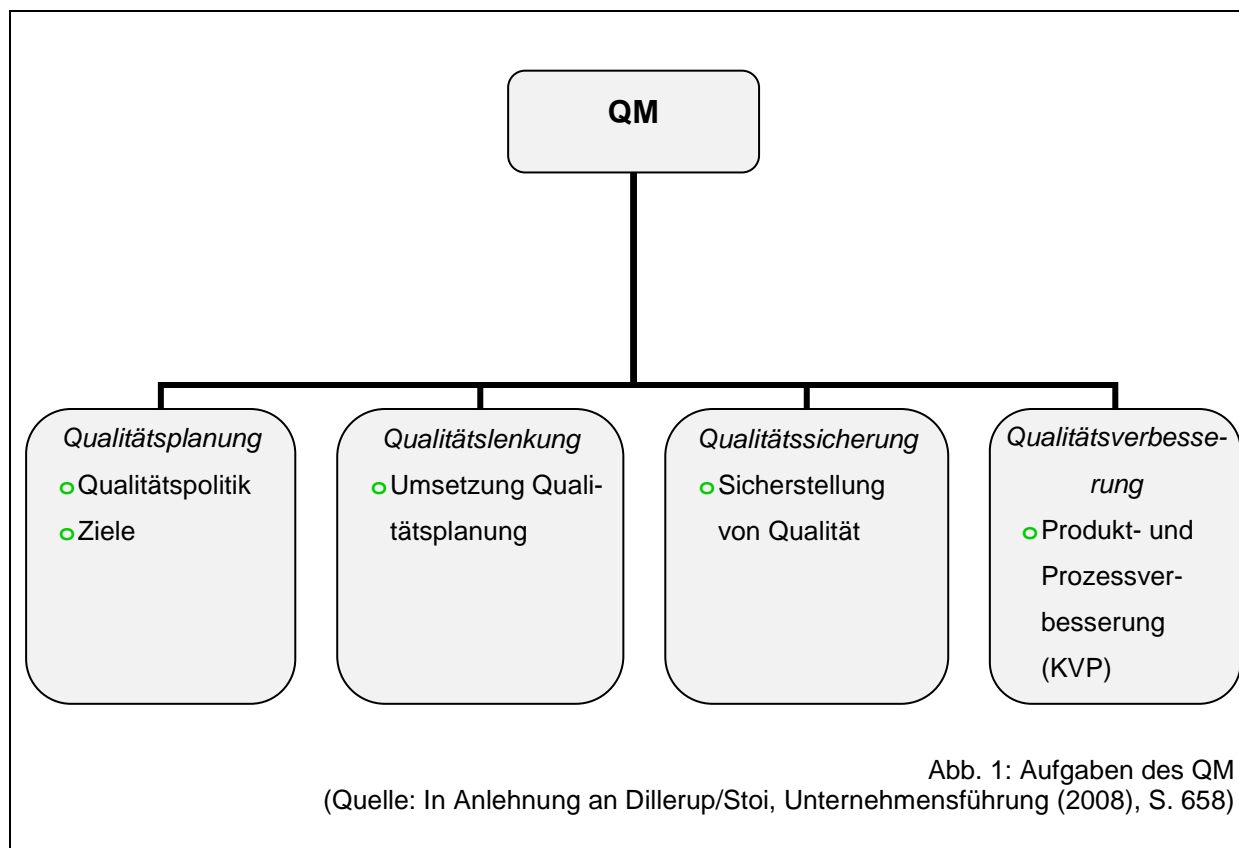 QM
Qualitätsplanung
o Qualitätspolitik
o Ziele
Qualitätslenkung
o Umsetzung Quali-
tätsplanung
Qualitätssicherung
o Sicherstellung
von Qualität
Qualitätsverbesse-
rung
o Produkt- und
Prozessver-
besserung
(KVP)
Abb. 1: Aufgaben des QM
(Quelle: In Anlehnung an Dillerup/Stoi, Unternehmensführung (2008), S. 658)